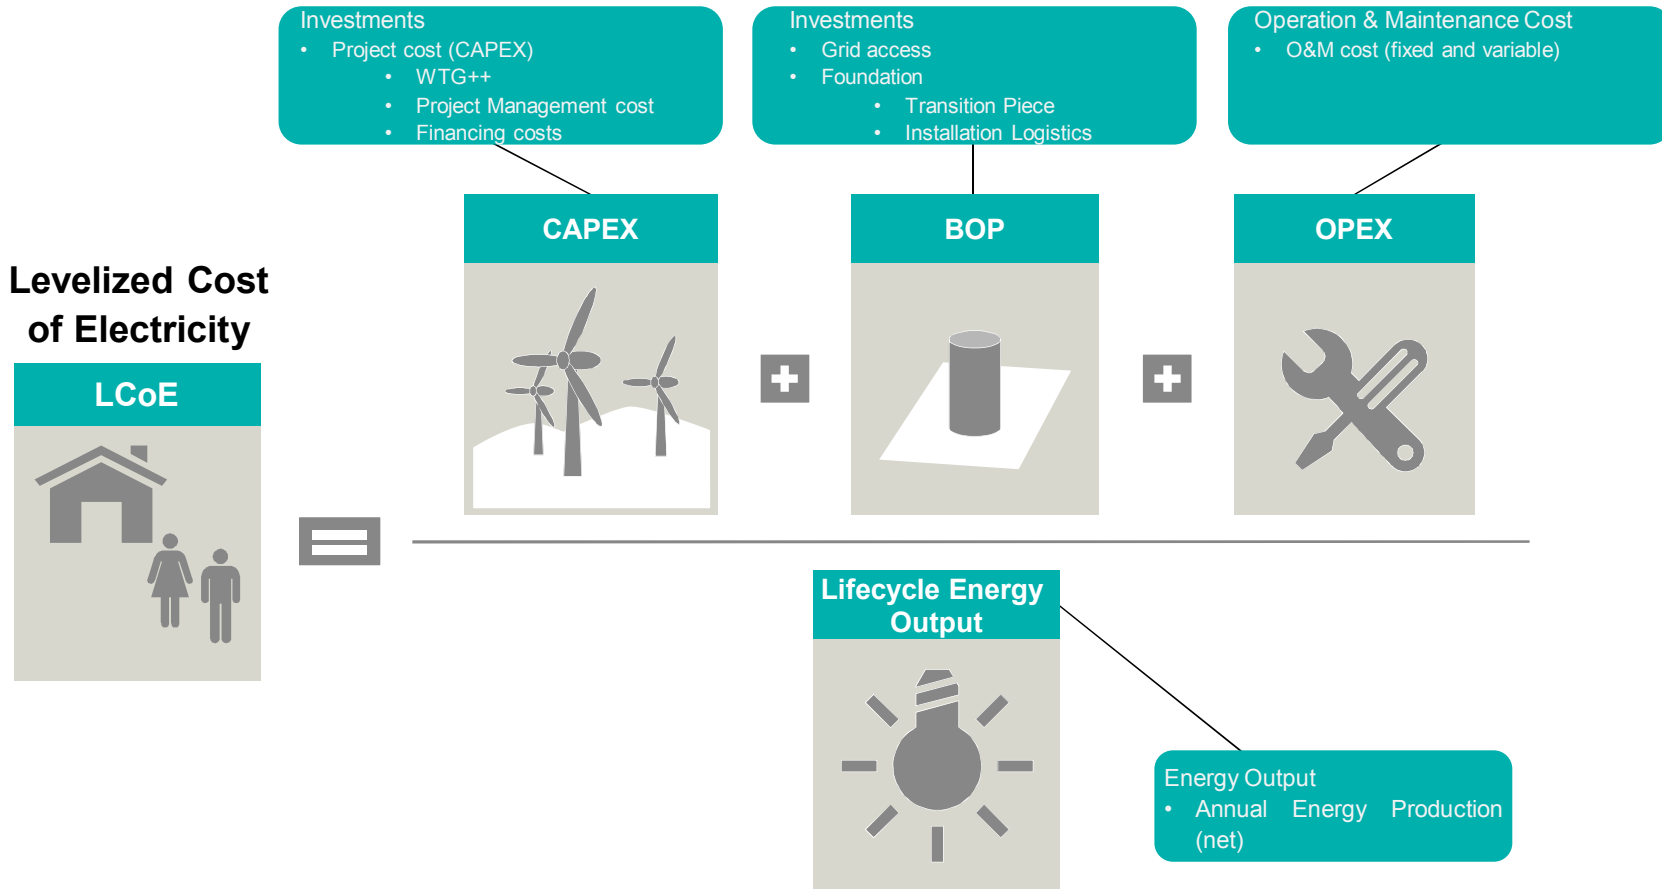 Investments
• Project cost (CAPEX)
• WTG++
• Project Management cost
• Financing costs
Investments
• Grid access
• Foundation
• Transition Piece
• Installation Logistics
Operation & Maintenance Cost
• O&M cost (fixed and variable)
CAPEX
BOP
OPEX
Levelized Cost
of Electricity
LCoE
Lifecycle Energy
Output
Energy Output
• Annual Energy Production
(net)